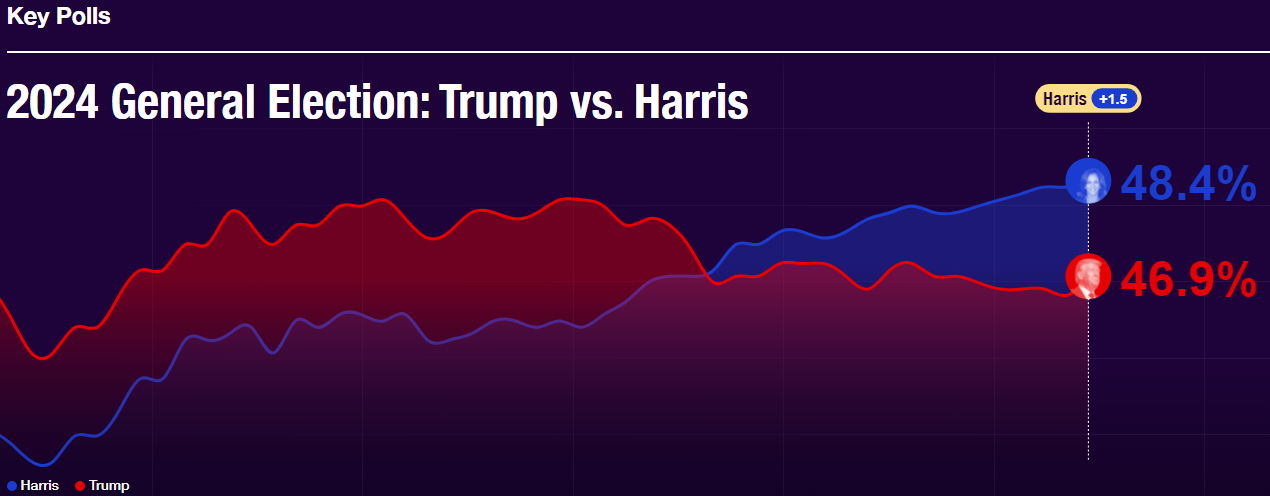 Key Polls
2024 General Election: Trump vs. Harris
Harris +1.5
48.4%
46.9%
Harris Trump